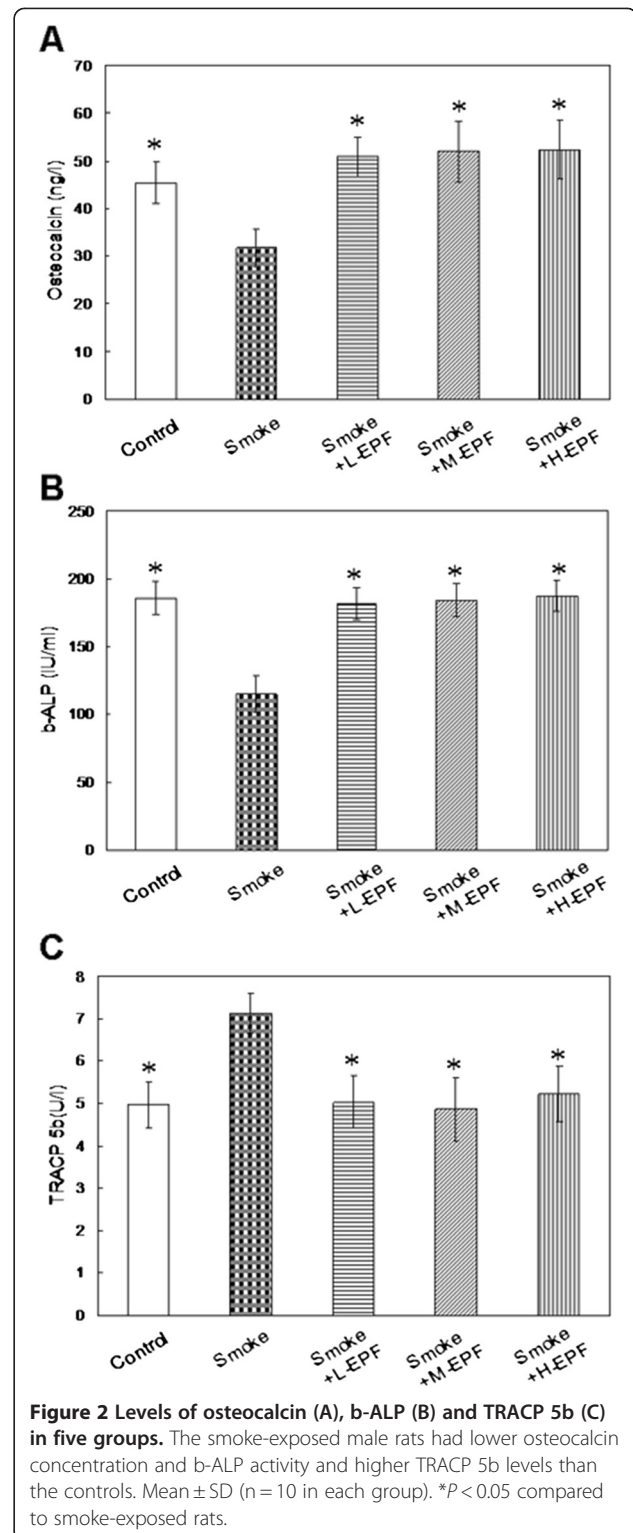 A
70
60
50
40
30
20
10
0
Osteocalcin (ng/l)
* * * * *
Control
Smoke
Smoke
+L-EPF
Smoke
+M-EPF
Smoke
+H-EPF
B
250
200
150
100
50
0
b-ALP (IU/ml)
* * * *
Control
Smoke
Smoke
+L-EPF
Smoke
+M-EPF
Smoke
+H-EPF
C
8
7
6
5
4
3
2
1
0
TRACP 5b(U/l)
* * * *
Control
Smoke
Smoke
+L-EPF
Smoke
+M-EPF
Smoke
+H-EPF
Figure 2 Levels of osteocalcin (A), b-ALP (B) and TRACP 5b (C)
in five groups. The smoke-exposed male rats had lower osteocalcin
concentration and b-ALP activity and higher TRACP 5b levels than
the controls. Mean ± SD (n = 10 in each group). *P < 0.05 compared
to smoke-exposed rats.